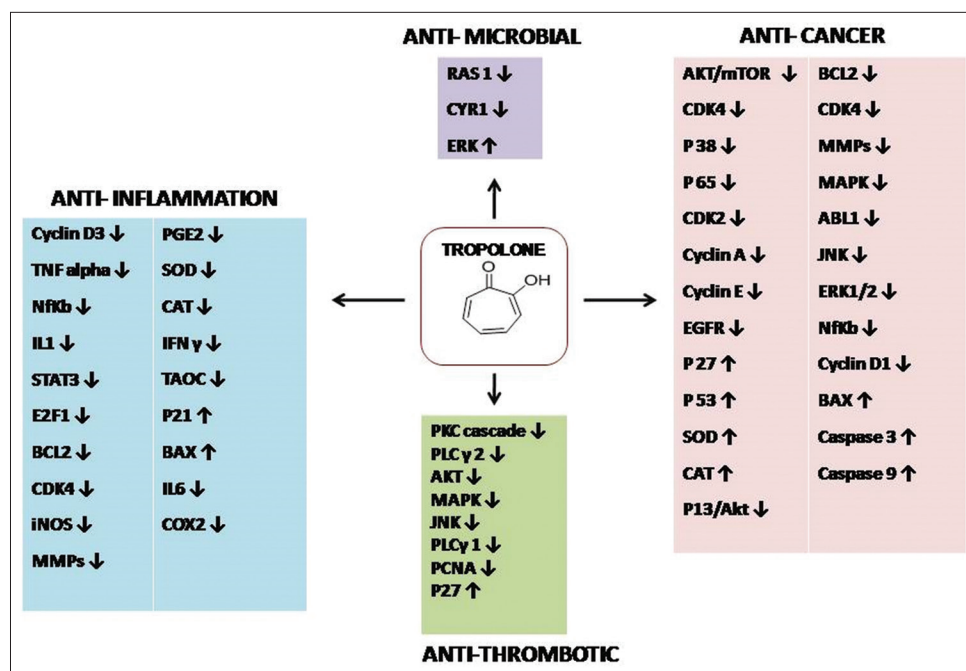 ANTI- MICROBIAL
RAS 1 ↓
CYR1 ↓
ERK ↑
ANTI- CANCER
AKT/mTOR ↓
CDK4 ↓
P 38 ↓
P 65 ↓
CDK2 ↓
Cyclin A ↓
Cyclin E ↓
EGFR ↓
P 27 ↑
P 53 ↑
SOD ↑
CAT ↑
P13/Akt ↓
BCL2 ↓
CDK4 ↓
MMPs ↓
MAPK ↓
ABL1 ↓
JNK ↓
ERK1/2 ↓
Nfkb ↓
Cyclin D1 ↓
BAX ↑
Caspase 3 ↑
Caspase 9 ↑
ANTI- INFLAMMATION
Cyclin D3 ↓
TNF alpha ↓
Nfkb ↓
IL1 ↓
STAT3 ↓
E2F1 ↓
BCL2 ↓
CDK4 ↓
iNOS ↓
MMPs ↓
PGE2 ↓
SOD ↓
CAT ↓
IFN γ ↓
TAOC ↓
P21 ↑
BAX ↑
IL6 ↓
COX2 ↓
TROPOLONE
O
OH
PKC cascade ↓
PLC γ 2 ↓
AKT ↓
MAPK ↓
JNK ↓
PLCγ 1 ↓
PCNA ↓
P27 ↑
ANTI-THROMBOTIC